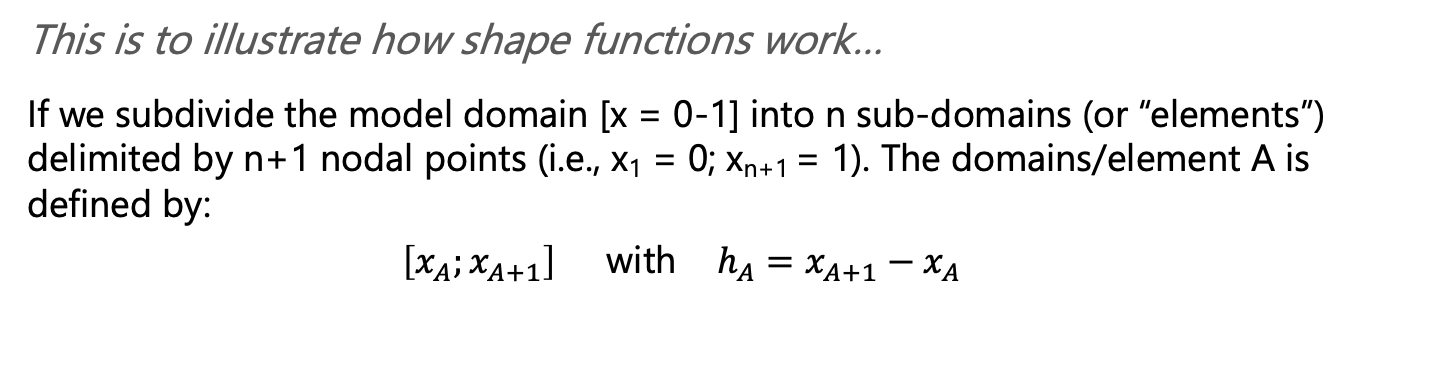 This is to illustrate how shape functions work...
If we subdivide the model domain [x = 0-1] into n sub-domains (or “elements”)
delimited by n+1 nodal points (i.e., x₁ = 0; xₙ₊₁ = 1). The domains/element A is
defined by:
[x_A; x_{A+1}] with h_A = x_{A+1} − x_A